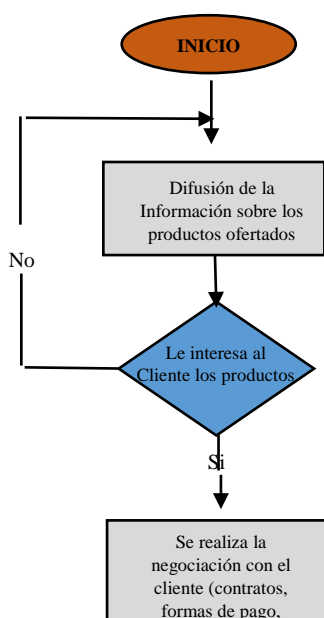 INICIO
Difusión de la
Información sobre los
productos ofertados
No
Le interesa al
Cliente los productos
Si
Se realiza la
negociación con el
cliente (contratos,
formas de pago,